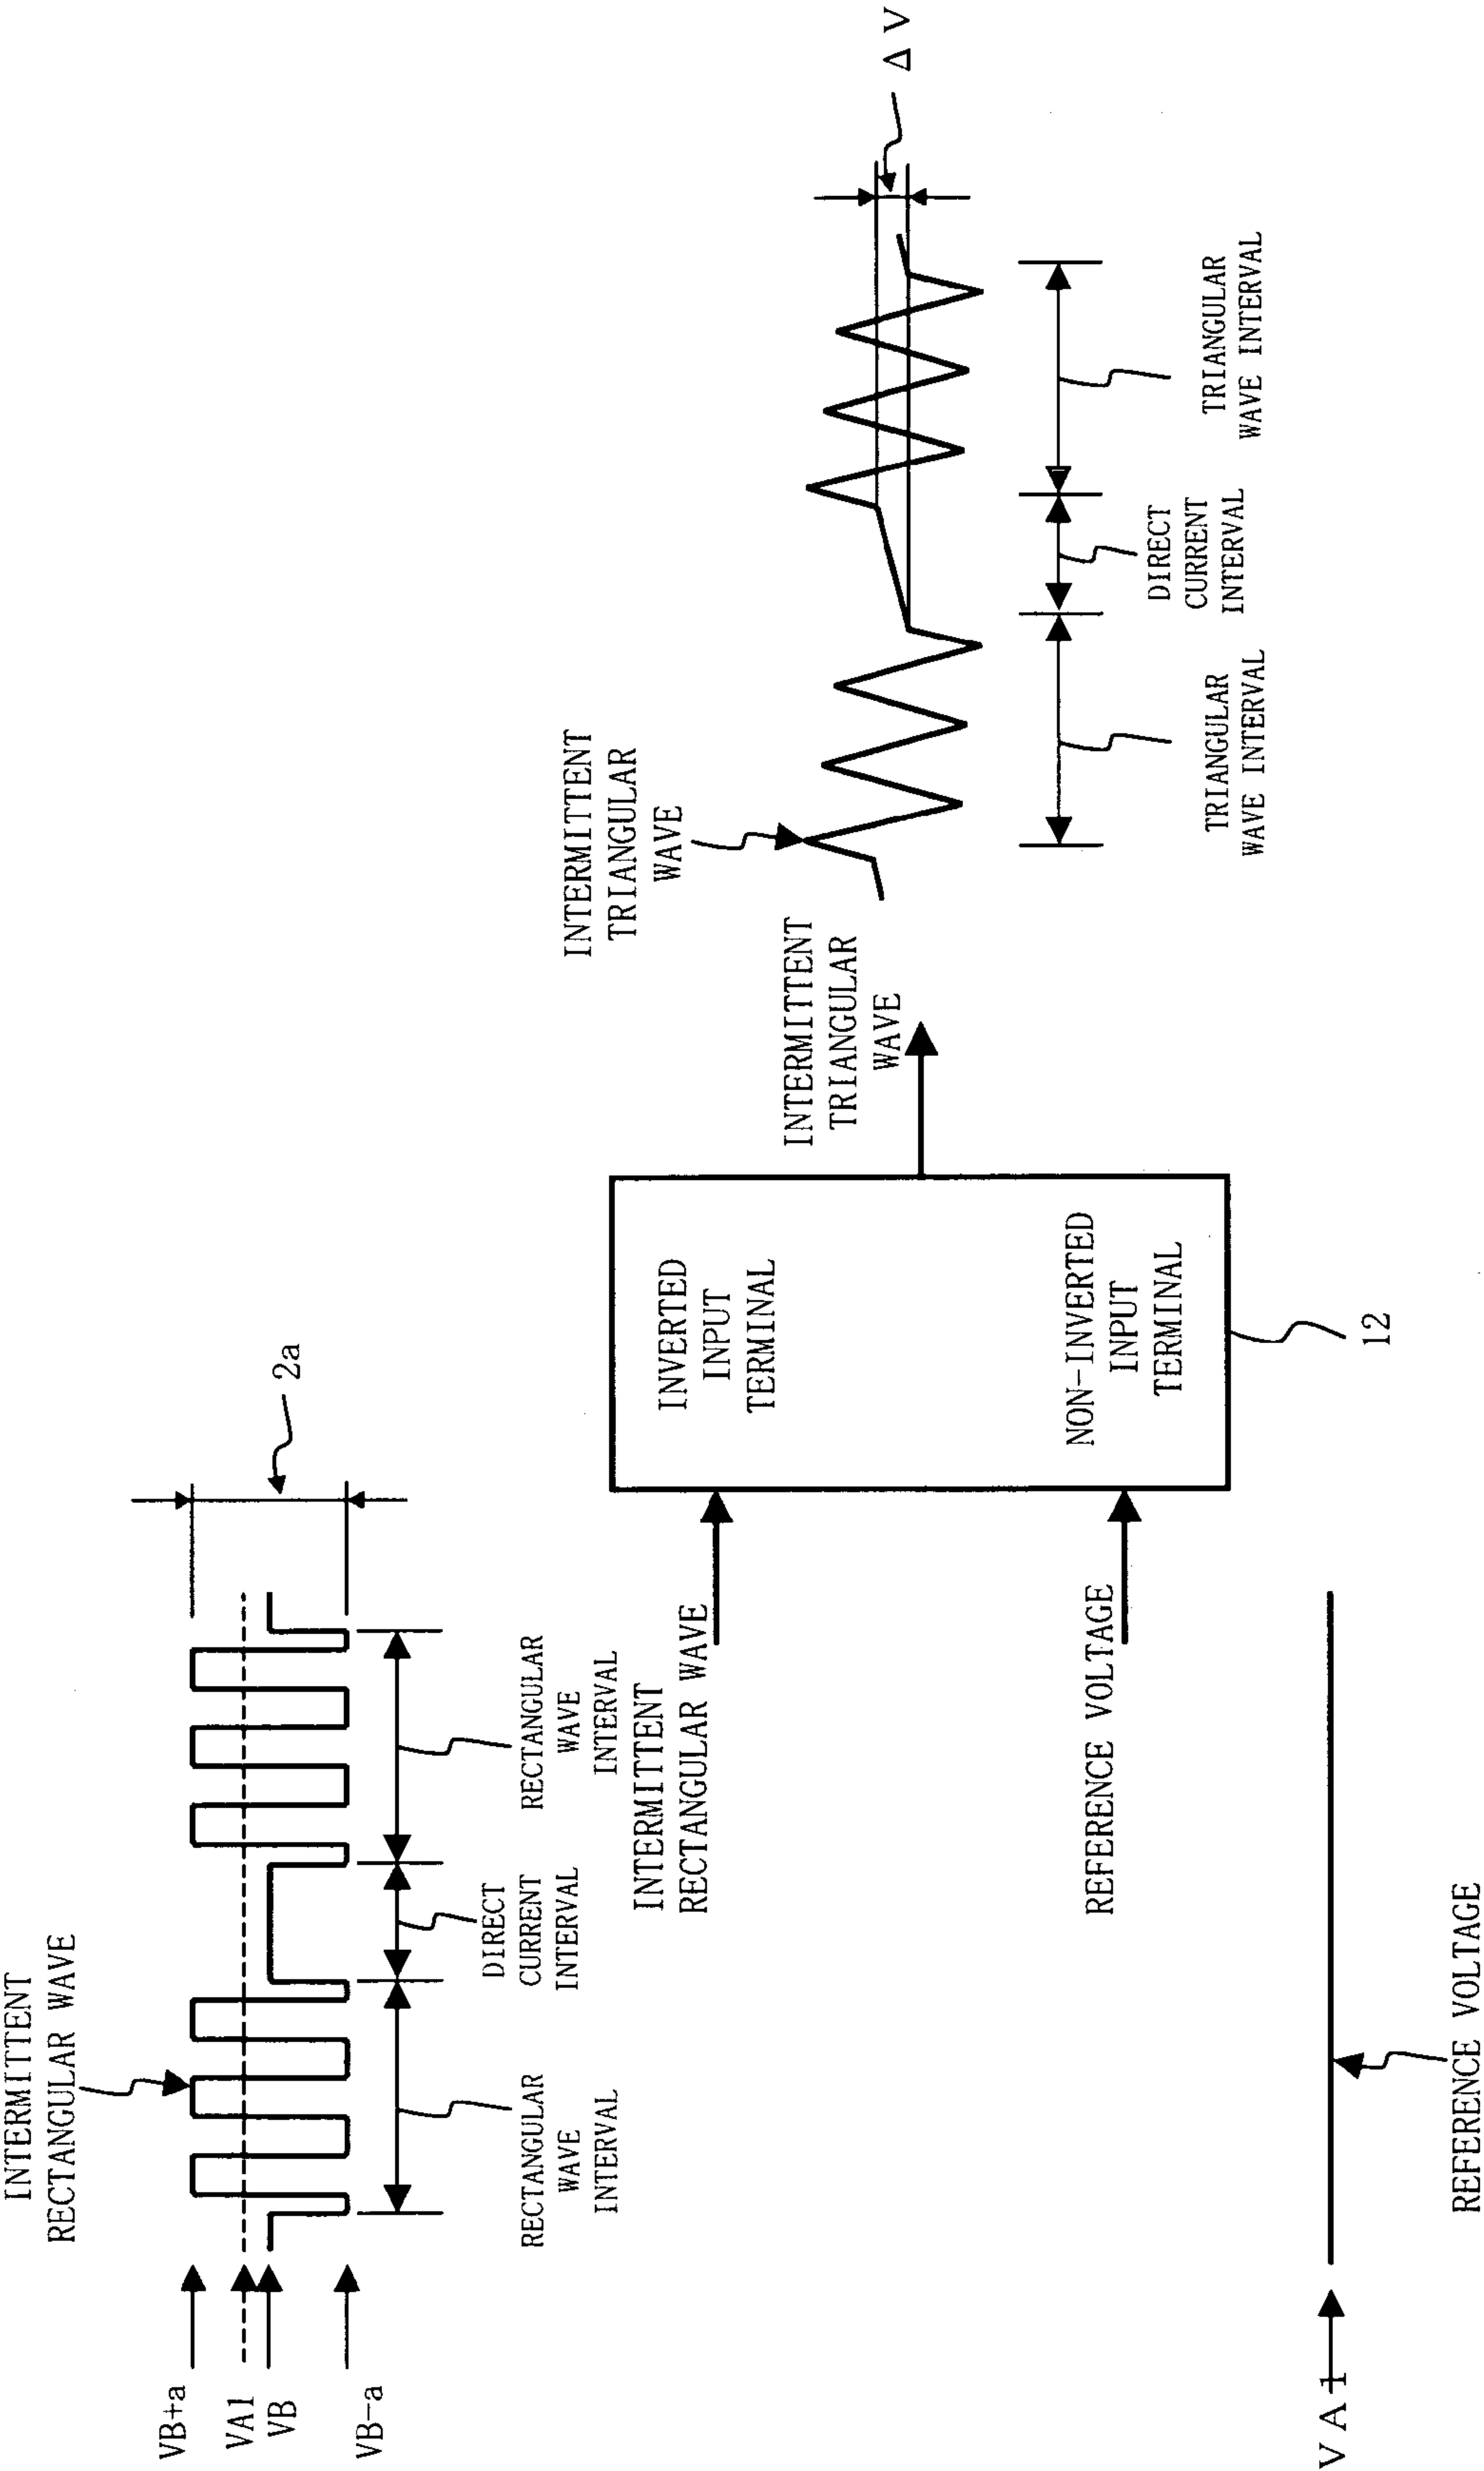 INTERMITTENT
RECTANGULAR WAVE
VB+a
VA1
VB
VB-a
2a
RECTANGULAR
WAVE
INTERVAL
DIRECT
CURRENT
INTERVAL
RECTANGULAR
WAVE
INTERVAL
INTERMITTENT
RECTANGULAR WAVE
REFERENCE VOLTAGE
INVERTED
INPUT
TERMINAL
NON-INVERTED
INPUT
TERMINAL
12
VA1
REFERENCE VOLTAGE
INTERMITTENT
TRIANGULAR
WAVE
INTERMITTENT
TRIANGULAR
WAVE
ΔV
TRIANGULAR
WAVE INTERVAL
DIRECT
CURRENT
INTERVAL
TRIANGULAR
WAVE INTERVAL